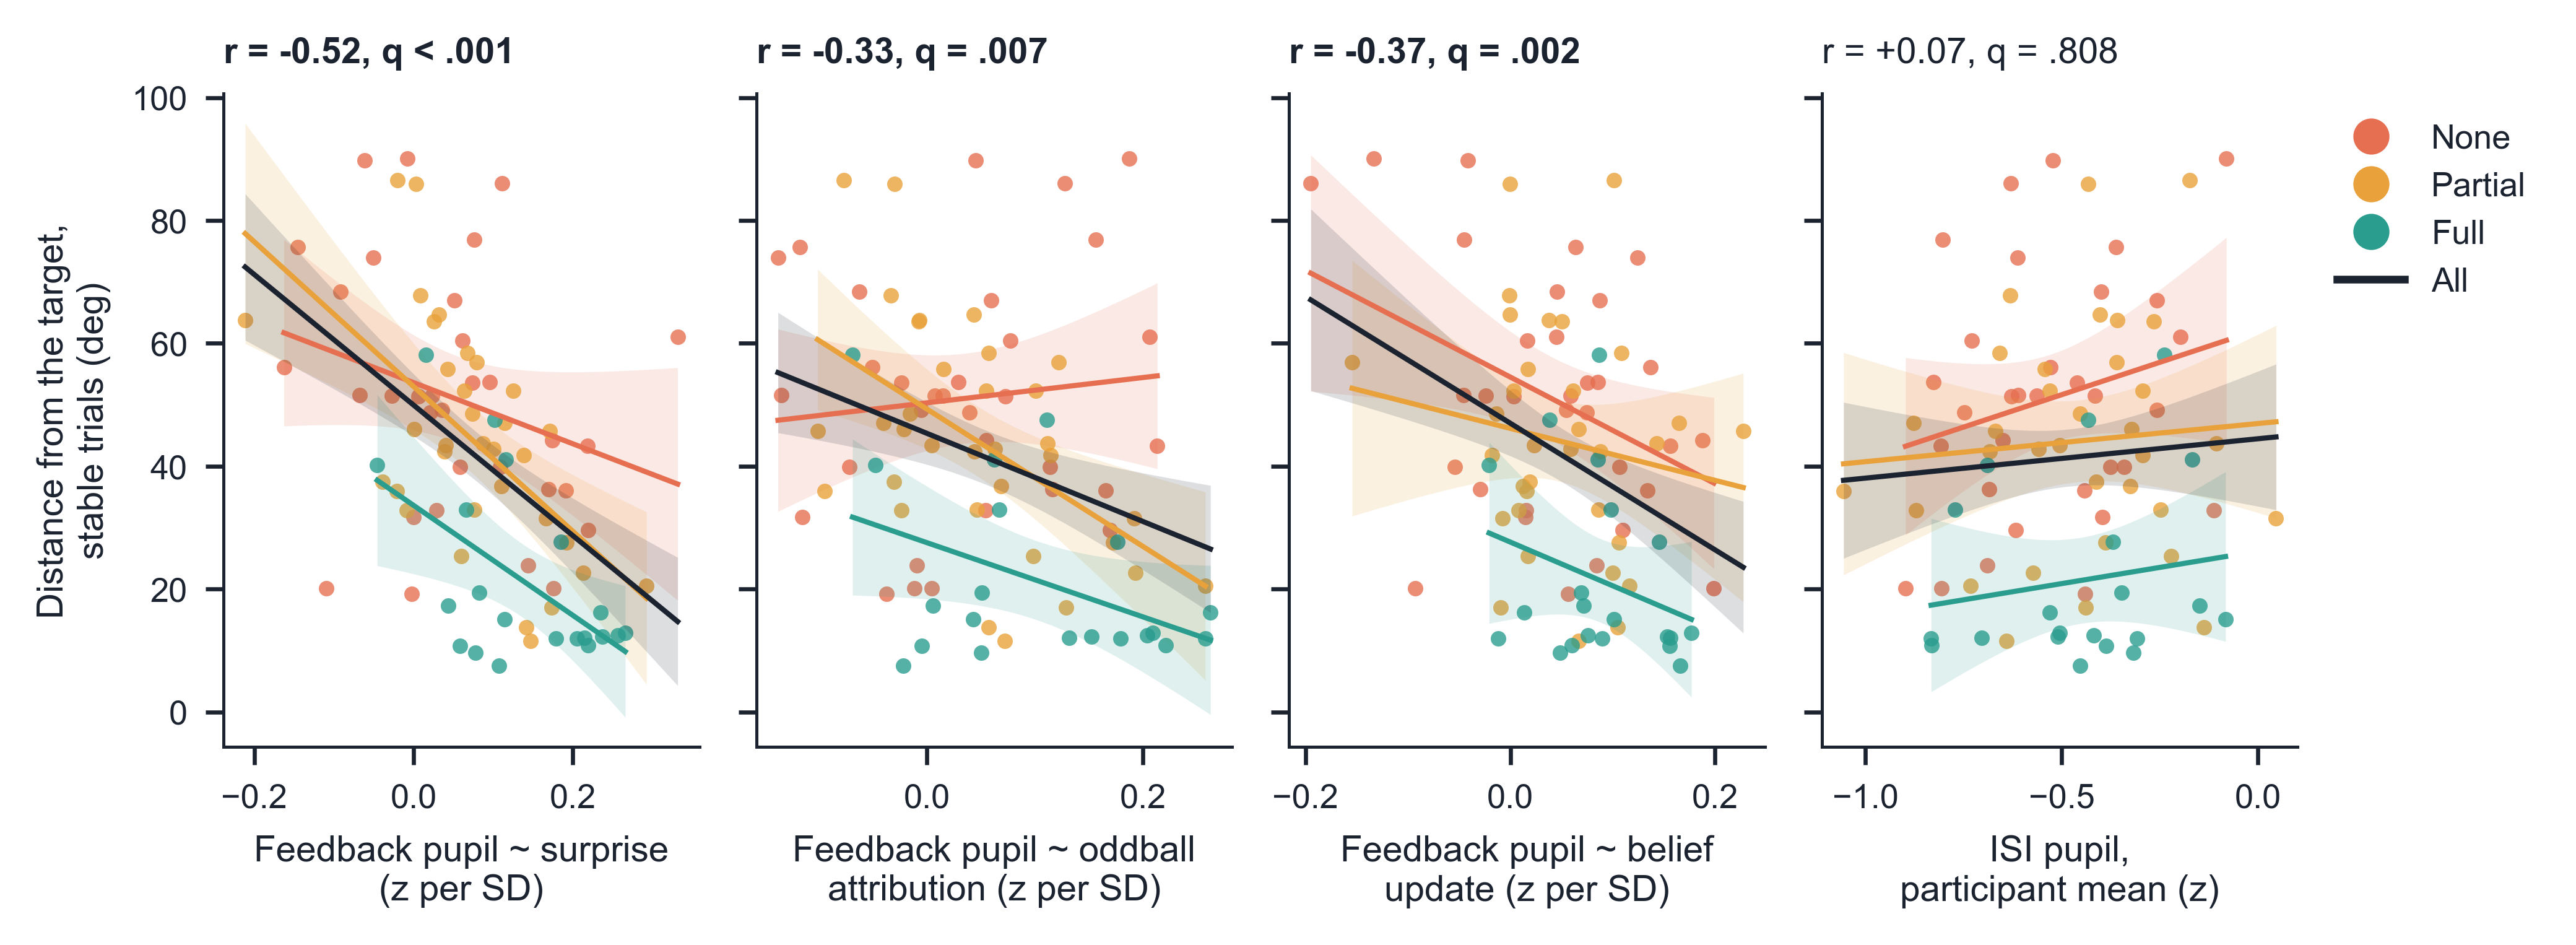 r = -0.52, q < .001
r = -0.33, q = .007
r = -0.37, q = .002
r = +0.07, q = .808
Distance from the target,
stable trials (deg)
100
80
60
40
20
0
−0.2
0.0
0.2
Feedback pupil ~ surprise
(z per SD)
0.0
0.2
Feedback pupil ~ oddball
attribution (z per SD)
−0.2
0.0
0.2
Feedback pupil ~ belief
update (z per SD)
−1.0
−0.5
0.0
ISI pupil,
participant mean (z)
None
Partial
Full
All